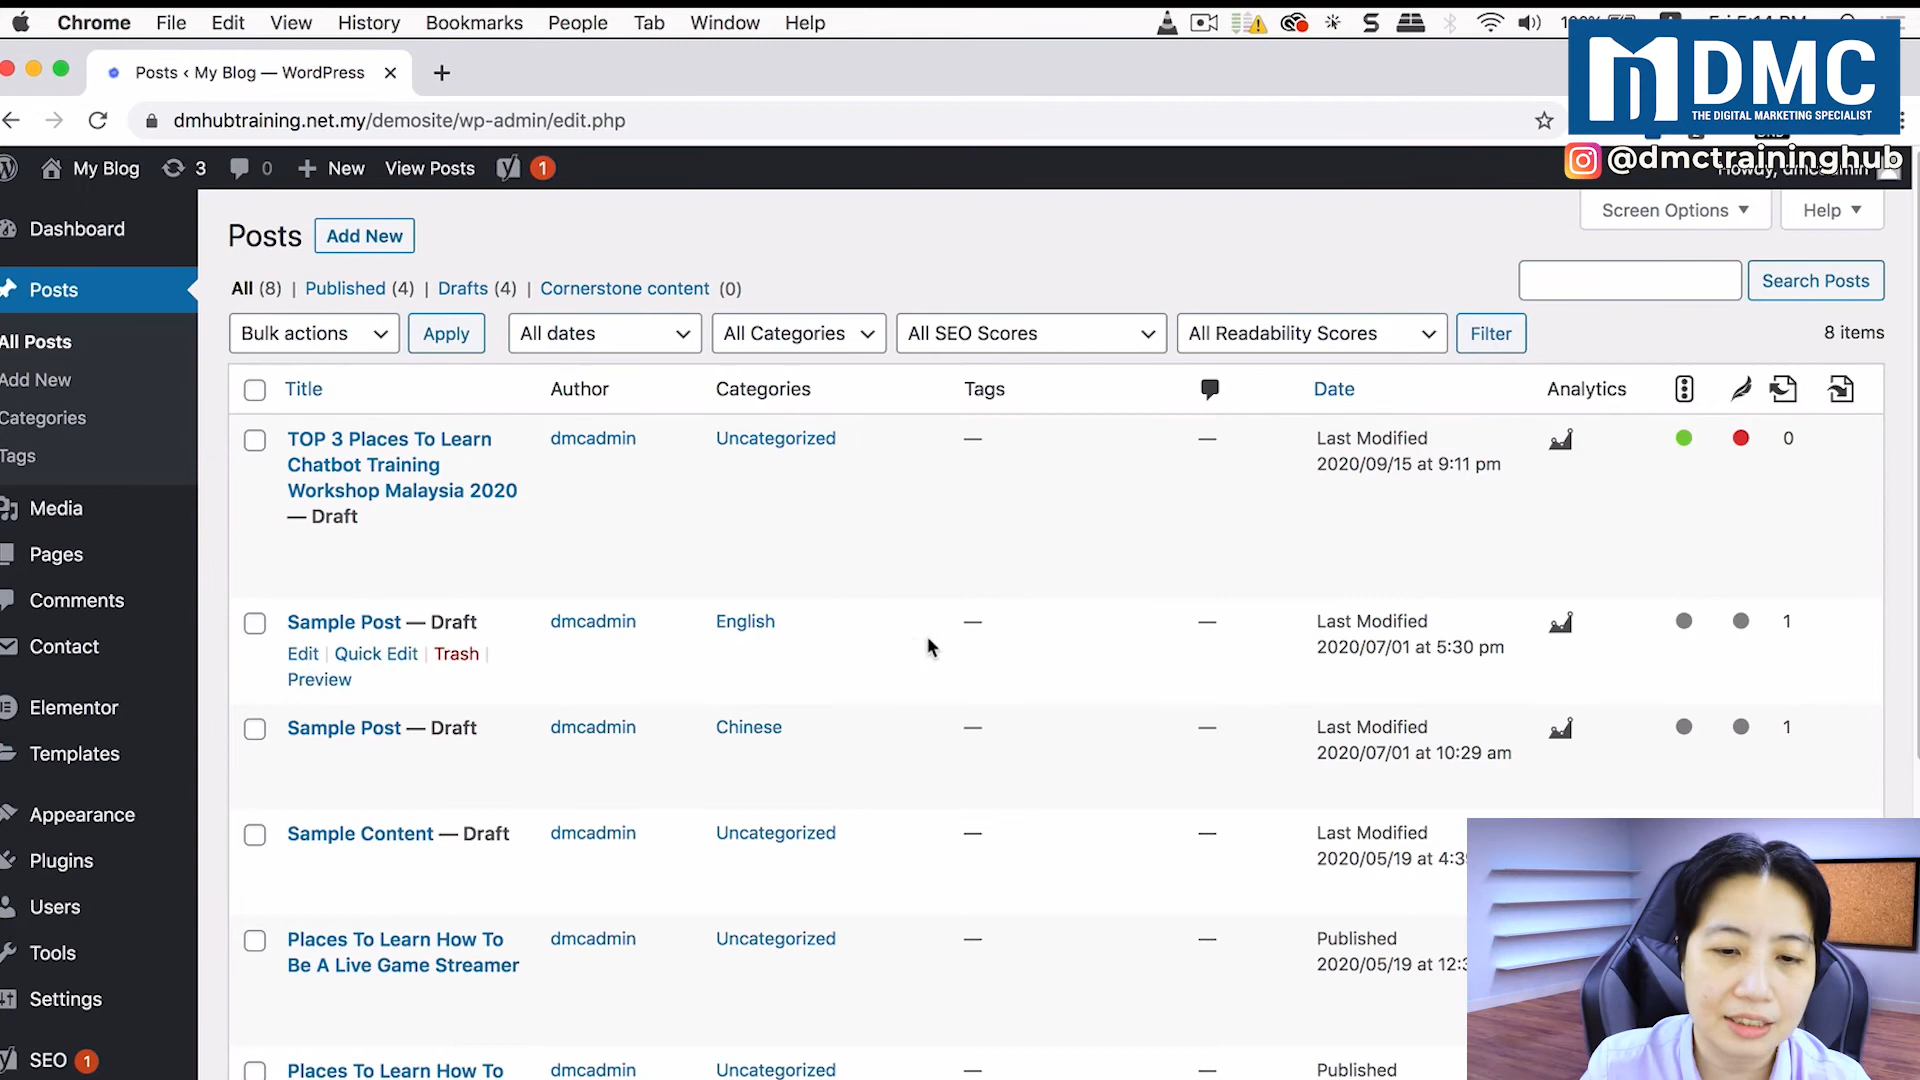 Chrome File Edit View History Bookmarks People Tab Window Help
Posts ‹ My Blog — WordPress
dmhubtraining.net.my/demosite/wp-admin/edit.php
DMC
THE DIGITAL MARKETING SPECIALIST
@dmctraininghub
My Blog 3 0 New View Posts 1
Screen Options Help
Dashboard
Posts
All Posts
Add New
Categories
Tags
Media
Pages
Comments
Contact
Elementor
Templates
Appearance
Plugins
Users
Tools
Settings
SEO 1
Posts Add New
All (8) | Published (4) | Drafts (4) | Cornerstone content (0)
Search Posts
Bulk actions Apply All dates All Categories All SEO Scores All Readability Scores Filter 8 items
Title Author Categories Tags Date Analytics
TOP 3 Places To Learn dmcadmin Uncategorized — — Last Modified 0
Chatbot Training 2020/09/15 at 9:11 pm
Workshop Malaysia 2020
— Draft
Sample Post — Draft dmcadmin English — — Last Modified 1
Edit | Quick Edit | Trash | 2020/07/01 at 5:30 pm
Preview
Sample Post — Draft dmcadmin Chinese — — Last Modified 1
2020/07/01 at 10:29 am
Sample Content — Draft dmcadmin Uncategorized — — Last Modified
2020/05/19 at
Places To Learn How To dmcadmin Uncategorized — — Published
Be A Live Game Streamer 2020/05/19 at
Places To Learn How To dmcadmin Uncategorized — — Published